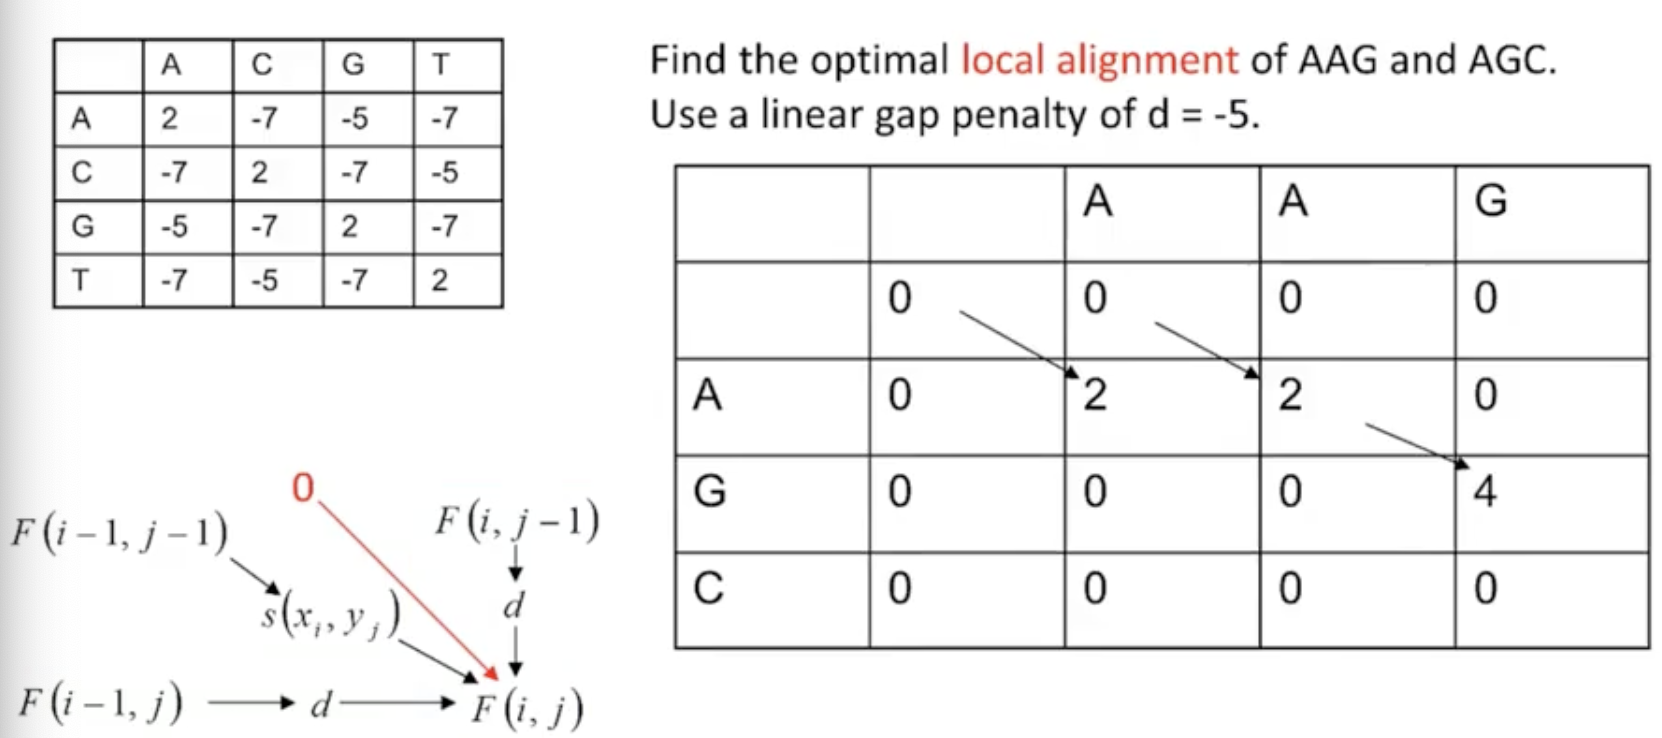 A C G T
A 2 -7 -5 -7
C -7 2 -7 -5
G -5 -7 2 -7
T -7 -5 -7 2
Find the optimal local alignment of AAG and AGC.
Use a linear gap penalty of d = -5.
A A G
0 0 0 0
A 0 2 2 0
G 0 0 0 4
C 0 0 0 0
0
F(i−1, j−1)
F(i, j−1)
s(xᵢ, yⱼ)
d
F(i−1, j)
d
F(i, j)